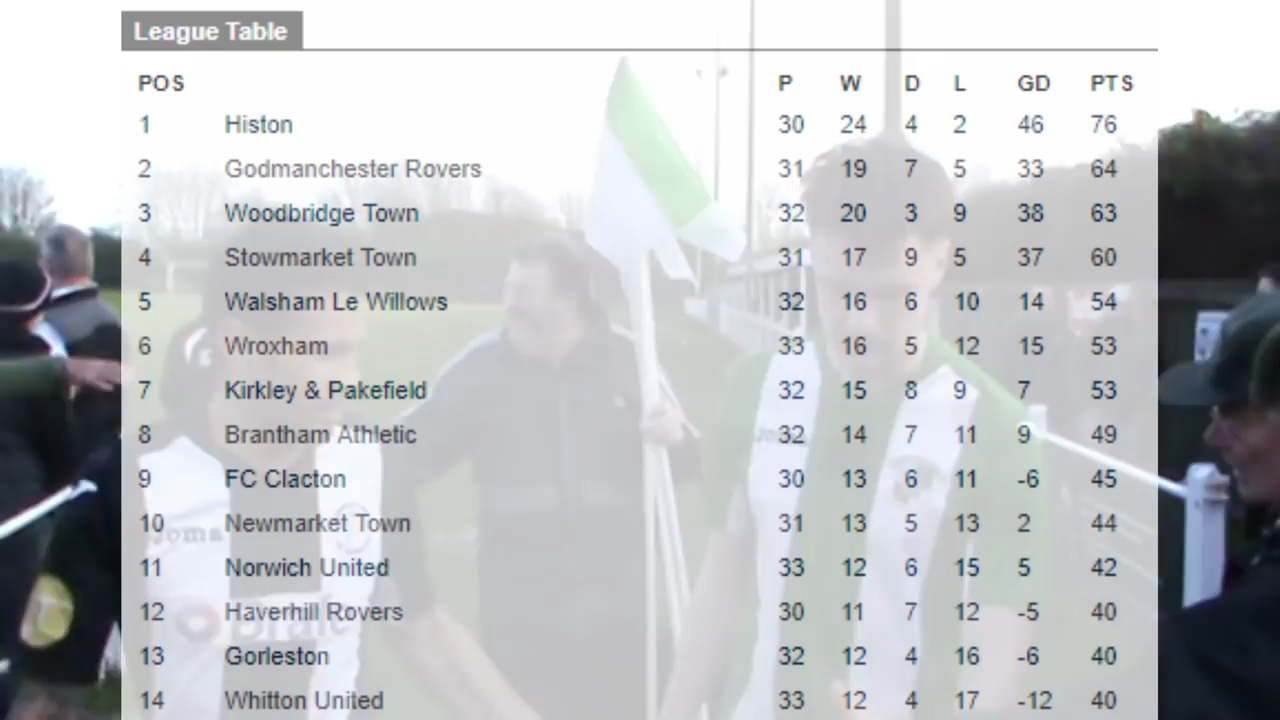 League Table
POS P W D L GD PTS
1 Histon 30 24 4 2 46 76
2 Godmanchester Rovers 31 19 7 5 33 64
3 Woodbridge Town 32 20 3 9 38 63
4 Stowmarket Town 31 17 9 5 37 60
5 Walsham Le Willows 32 16 6 10 14 54
6 Wroxham 33 16 5 12 15 53
7 Kirkley & Pakefield 32 15 8 9 7 53
8 Brantham Athletic 32 14 7 11 9 49
9 FC Clacton 30 13 6 11 -6 45
10 Newmarket Town 31 13 5 13 2 44
11 Norwich United 33 12 6 15 5 42
12 Haverhill Rovers 30 11 7 12 -5 40
13 Gorleston 32 12 4 16 -6 40
14 Whitton United 33 12 4 17 -12 40